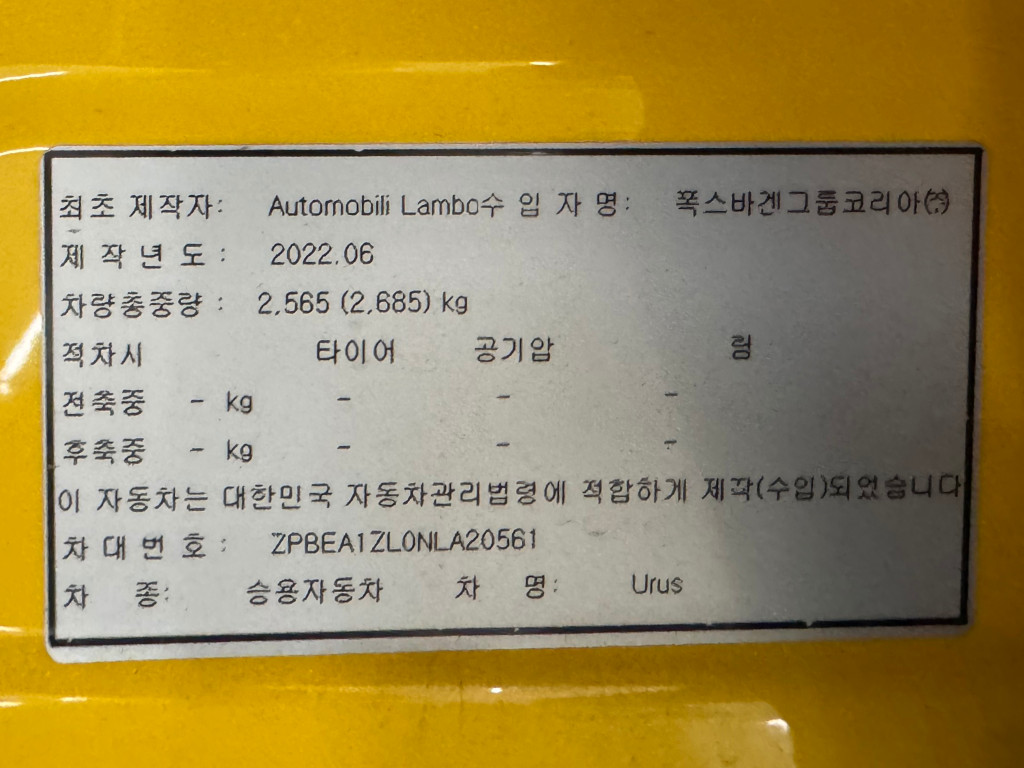 최초 제작자: Automobili Lambo수 입 자 명: 폭스바겐그룹코리아㈜
제 작 년 도 : 2022.06
차량총중량 : 2,565 (2,685) kg
적차시 타이어 공기압 림
전축중 - kg - - -
후축중 - kg - - -
이 자동차는 대한민국 자동차관리법령에 적합하게 제작(수입)되었습니다
차 대 번 호 : ZPBEA1ZL0NLA20561
차 종: 승용자동차 차 명: Urus